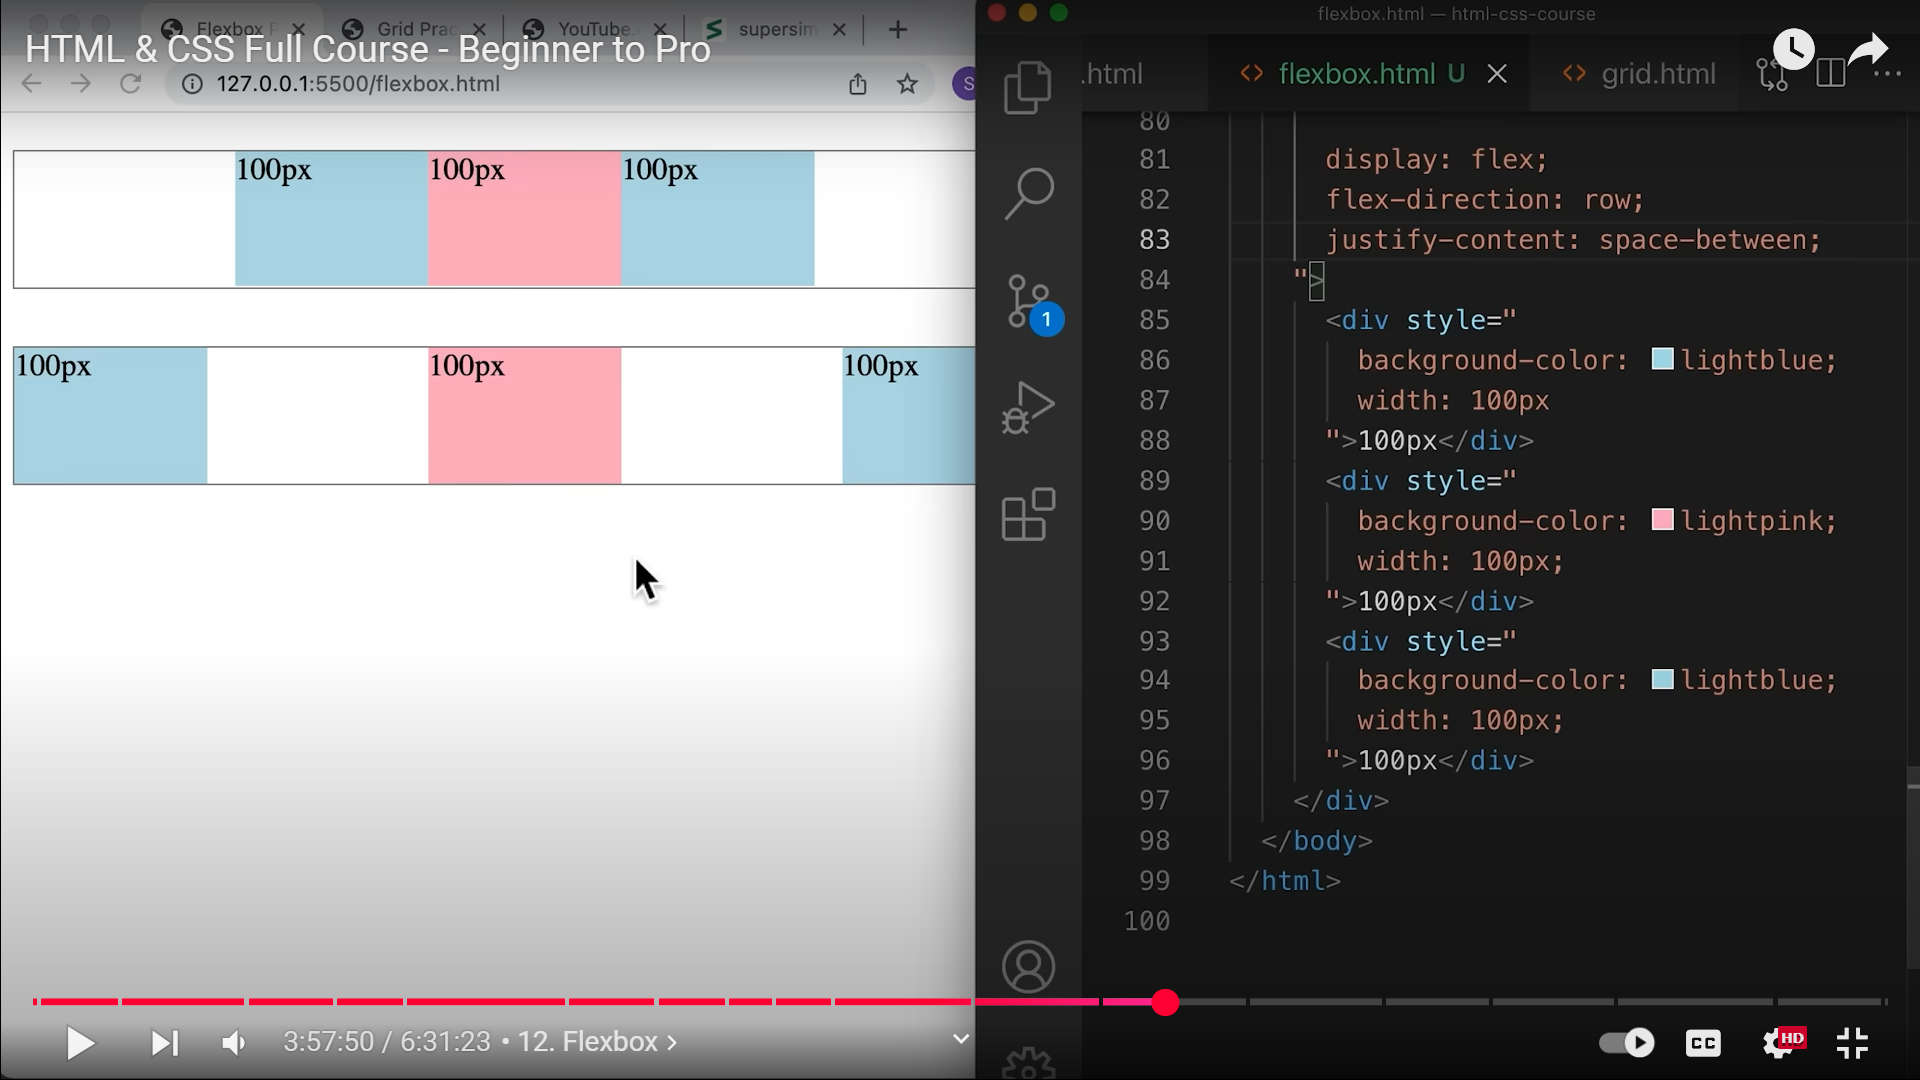 Flexbox P
Grid Prac
YouTube.
supersim
HTML & CSS Full Course - Beginner to Pro
127.0.0.1:5500/flexbox.html
S
100px
100px
100px
100px
100px
100px
flexbox.html — html-css-course
.html
flexbox.html U
grid.html
1
80
81 display: flex;
82 flex-direction: row;
83 justify-content: space-between;
84 ">
85 <div style="
86 background-color: lightblue;
87 width: 100px
88 ">100px</div>
89 <div style="
90 background-color: lightpink;
91 width: 100px;
92 ">100px</div>
93 <div style="
94 background-color: lightblue;
95 width: 100px;
96 ">100px</div>
97 </div>
98 </body>
99 </html>
100
3:57:50 / 6:31:23 • 12. Flexbox >
CC
HD